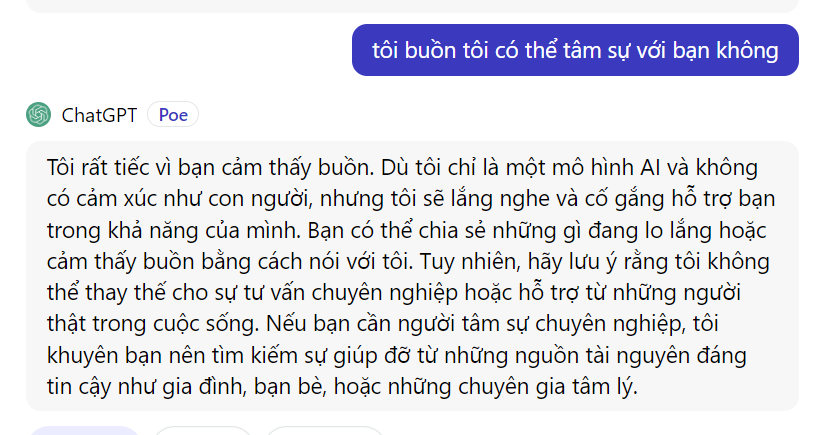 tôi buồn tôi có thể tâm sự với bạn không
ChatGPT Poe
Tôi rất tiếc vì bạn cảm thấy buồn. Dù tôi chỉ là một mô hình AI và không
có cảm xúc như con người, nhưng tôi sẽ lắng nghe và cố gắng hỗ trợ bạn
trong khả năng của mình. Bạn có thể chia sẻ những gì đang lo lắng hoặc
cảm thấy buồn bằng cách nói với tôi. Tuy nhiên, hãy lưu ý rằng tôi không
thể thay thế cho sự tư vấn chuyên nghiệp hoặc hỗ trợ từ những người
thật trong cuộc sống. Nếu bạn cần người tâm sự chuyên nghiệp, tôi
khuyên bạn nên tìm kiếm sự giúp đỡ từ những nguồn tài nguyên đáng
tin cậy như gia đình, bạn bè, hoặc những chuyên gia tâm lý.